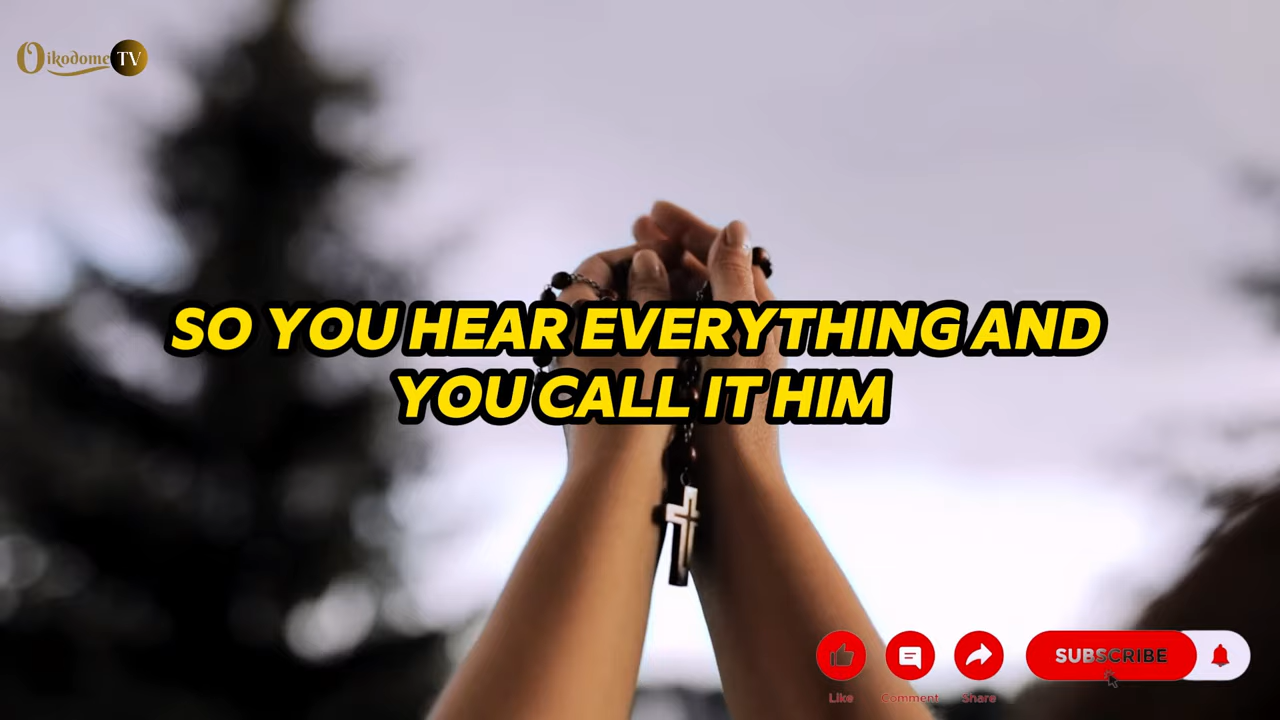 Oikodome TV
SO YOU HEAR EVERYTHING AND
YOU CALL IT HIM
SUBSCRIBE
Like Comment Share